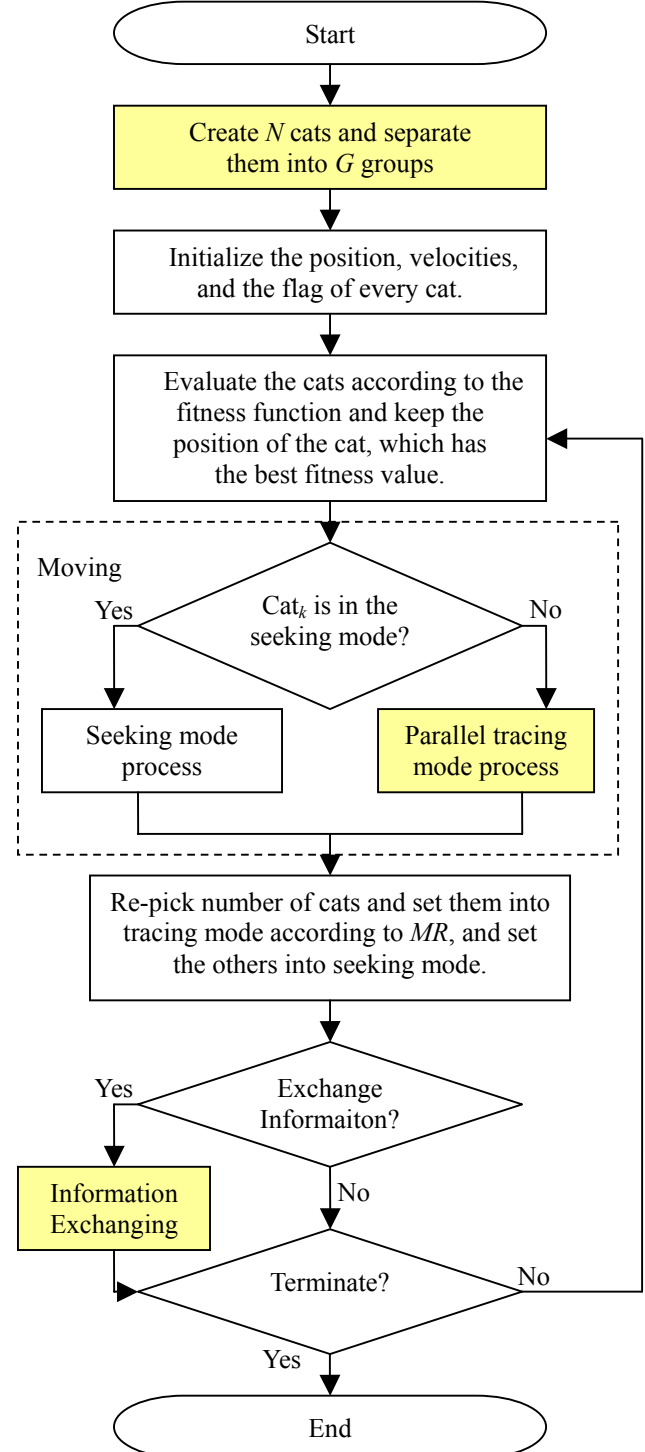 Start
Create N cats and separate
them into G groups
Initialize the position, velocities,
and the flag of every cat.
Evaluate the cats according to the
fitness function and keep the
position of the cat, which has
the best fitness value.
Moving
Yes
Catk is in the
seeking mode?
No
Seeking mode
process
Parallel tracing
mode process
Re-pick number of cats and set them into
tracing mode according to MR, and set
the others into seeking mode.
Yes
Exchange
Informaiton?
Information
Exchanging
No
Terminate?
No
Yes
End